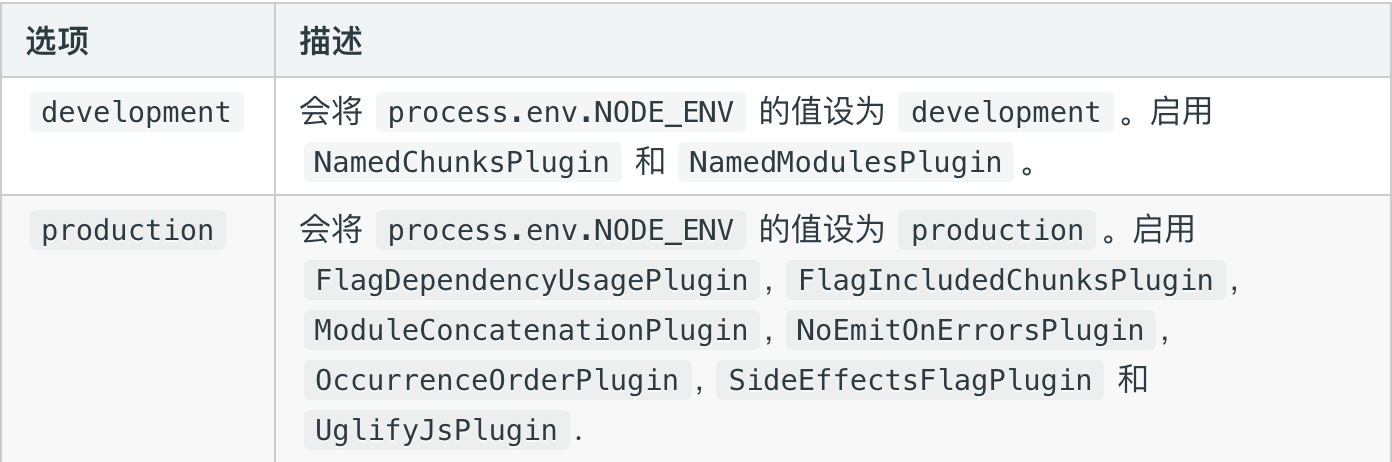 选项 描述
development 会将 process.env.NODE_ENV 的值设为 development 。启用
NamedChunksPlugin 和 NamedModulesPlugin 。
production 会将 process.env.NODE_ENV 的值设为 production 。启用
FlagDependencyUsagePlugin , FlagIncludedChunksPlugin ,
ModuleConcatenationPlugin , NoEmitOnErrorsPlugin ,
OccurrenceOrderPlugin , SideEffectsFlagPlugin 和
UglifyJsPlugin .